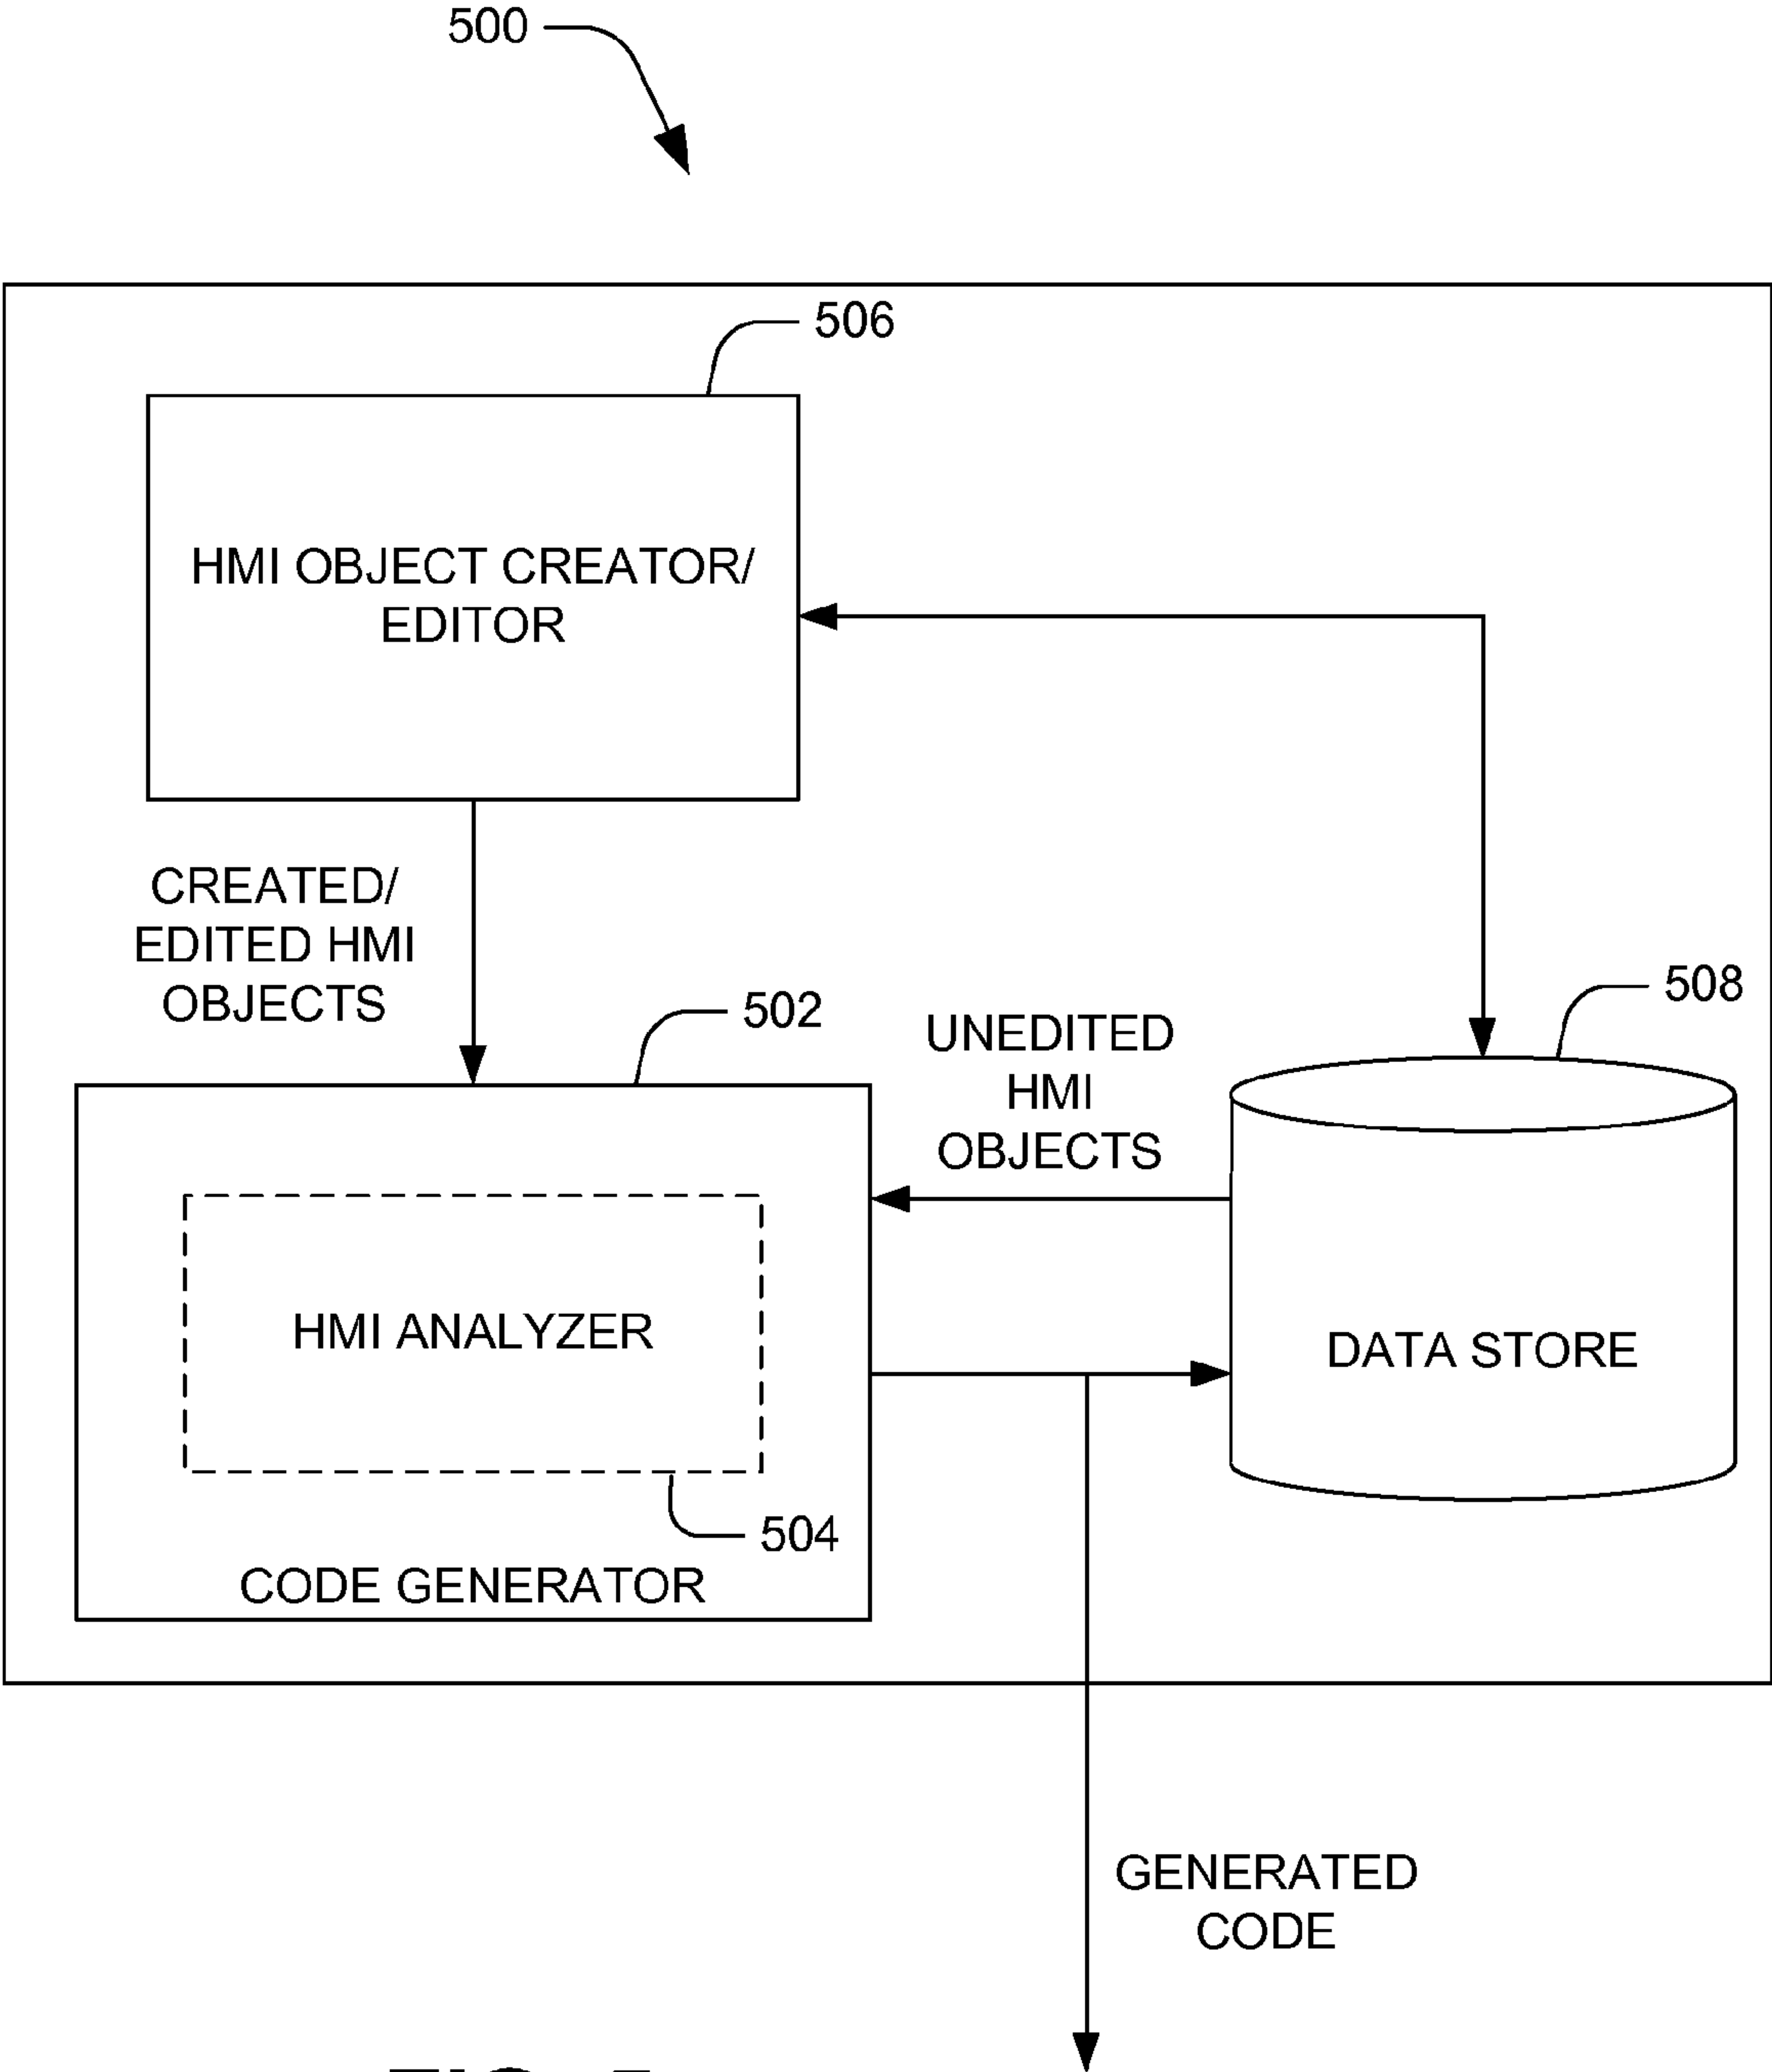 500
506
HMI OBJECT CREATOR/
EDITOR
CREATED/
EDITED HMI
OBJECTS
502
UNEDITED
HMI
OBJECTS
508
HMI ANALYZER
DATA STORE
504
CODE GENERATOR
GENERATED
CODE